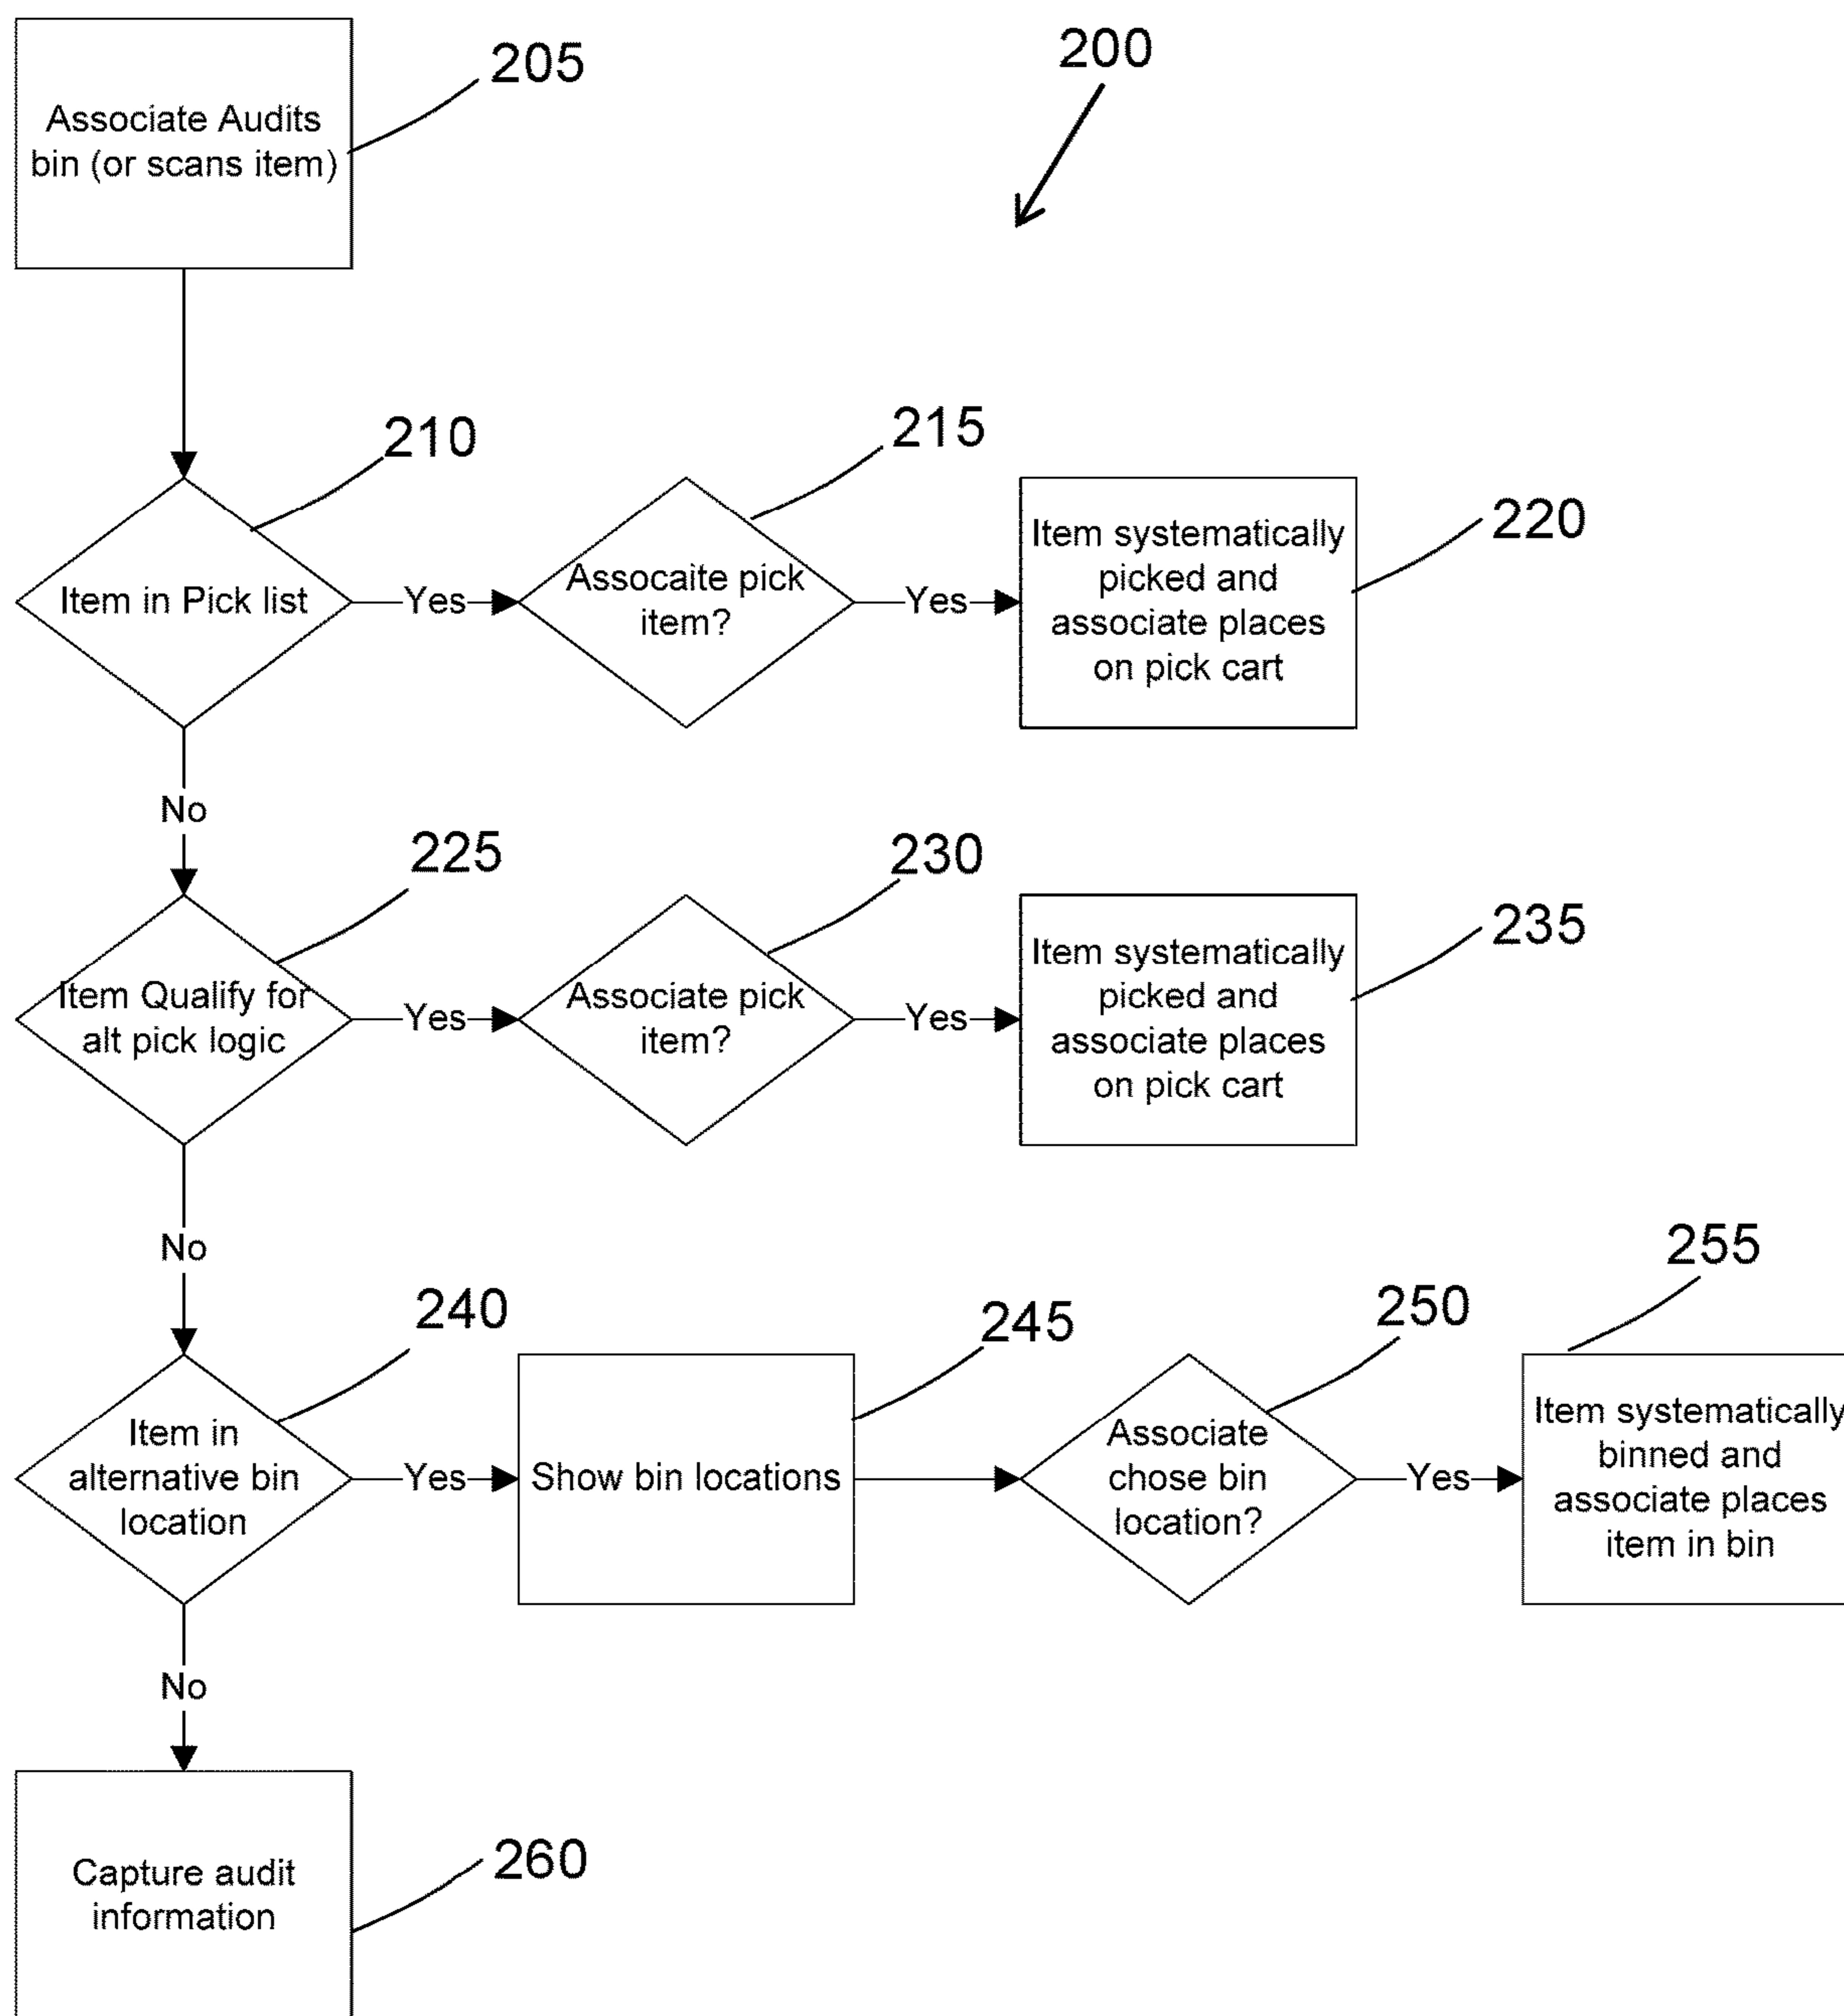 205
200
Associate Audits
bin (or scans item)
210
215
Item in Pick list
Yes
Assocaite pick
item?
Yes
Item systematically
picked and
associate places
on pick cart
220
No
225
230
235
Item Qualify for
alt pick logic
Yes
Associate pick
item?
Yes
Item systematically
picked and
associate places
on pick cart
No
240
245
250
255
Item in
alternative bin
location
Yes
Show bin locations
Associate
chose bin
location?
Yes
Item systematically
binned and
associate places
item in bin
No
Capture audit
information
260